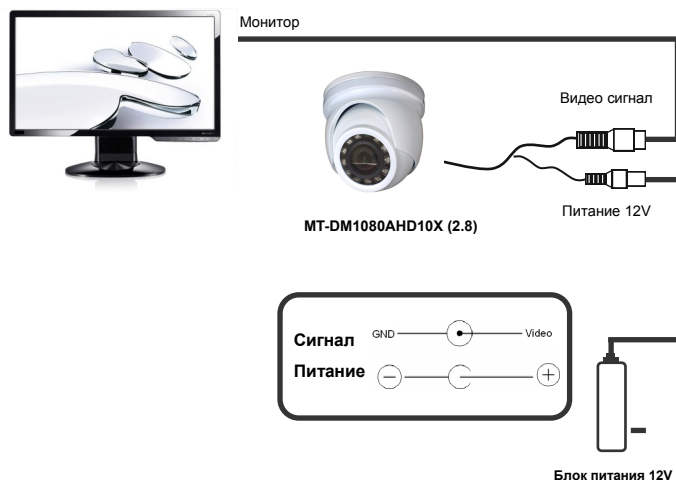 Монитор
Видео сигнал
Питание 12V
MT-DM1080AHD10X (2.8)
Сигнал GND Video
Питание − +
Блок питания 12V